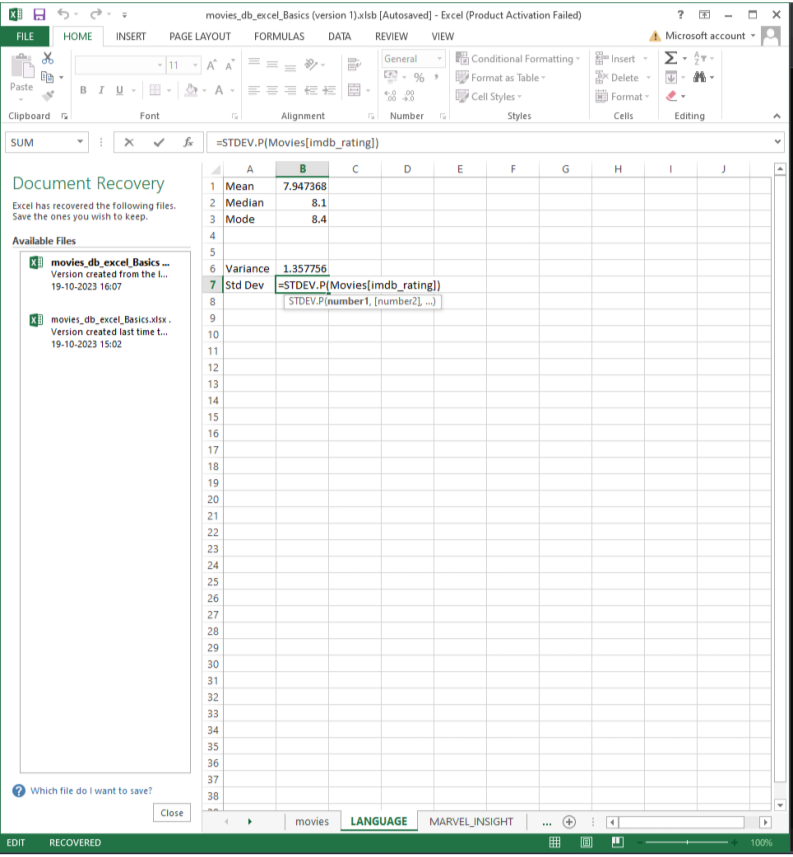 movies_db_excel_Basics (version 1).xlsb [Autosaved] - Excel (Product Activation Failed)
FILE HOME INSERT PAGE LAYOUT FORMULAS DATA REVIEW VIEW Microsoft account
Paste
B I U
11 A A
A
General
%
.00 .0
Conditional Formatting
Format as Table
Cell Styles
Insert
Delete
Format
Clipboard Font Alignment Number Styles Cells Editing
SUM fx =STDEV.P(Movies[imdb_rating])
Document Recovery
Excel has recovered the following files.
Save the ones you wish to keep.
Available Files
movies_db_excel_Basics ...
Version created from the l...
19-10-2023 16:07
movies_db_excel_Basics.xlsx .
Version created last time t...
19-10-2023 15:02
Which file do I want to save?
Close
A B C D E F G H I J
1 Mean 7.947368
2 Median 8.1
3 Mode 8.4
4
5
6 Variance 1.357756
7 Std Dev =STDEV.P(Movies[imdb_rating])
8 STDEV.P(number1, [number2], ...)
9
10
11
12
13
14
15
16
17
18
19
20
21
22
23
24
25
26
27
28
29
30
31
32
33
34
35
36
37
38
movies LANGUAGE MARVEL_INSIGHT ...
EDIT RECOVERED 100%